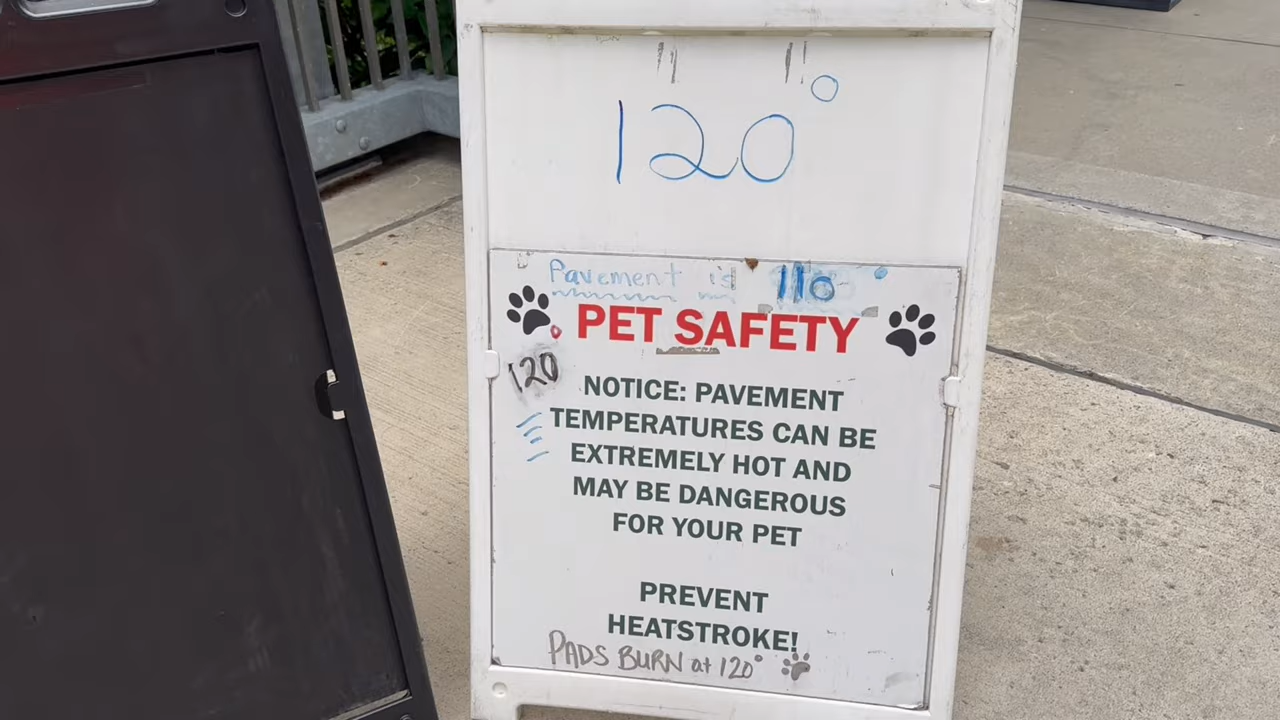 120°
Pavement is 110°
PET SAFETY
120
NOTICE: PAVEMENT
TEMPERATURES CAN BE
EXTREMELY HOT AND
MAY BE DANGEROUS
FOR YOUR PET
PREVENT
HEATSTROKE!
PADS BURN at 120°